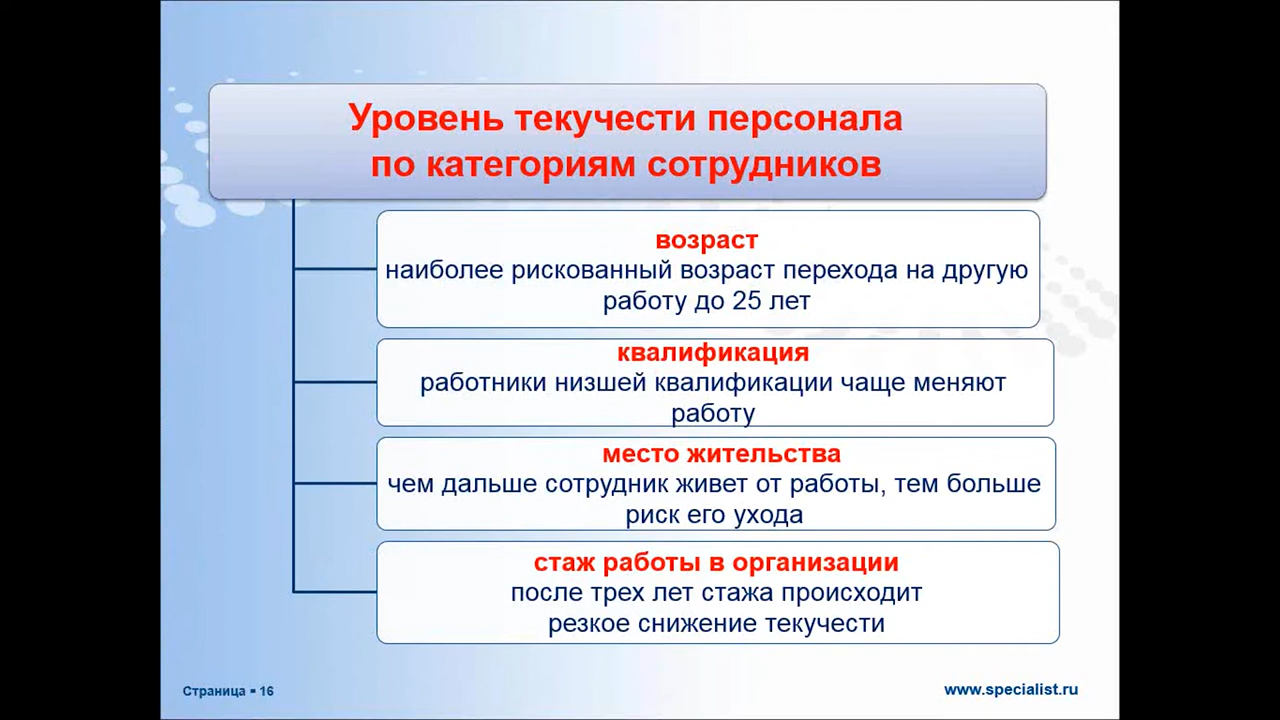 Уровень текучести персонала
по категориям сотрудников
возраст
наиболее рискованный возраст перехода на другую
работу до 25 лет
квалификация
работники низшей квалификации чаще меняют
работу
место жительства
чем дальше сотрудник живет от работы, тем больше
риск его ухода
стаж работы в организации
после трех лет стажа происходит
резкое снижение текучести
Страница ▪ 16
www.specialist.ru